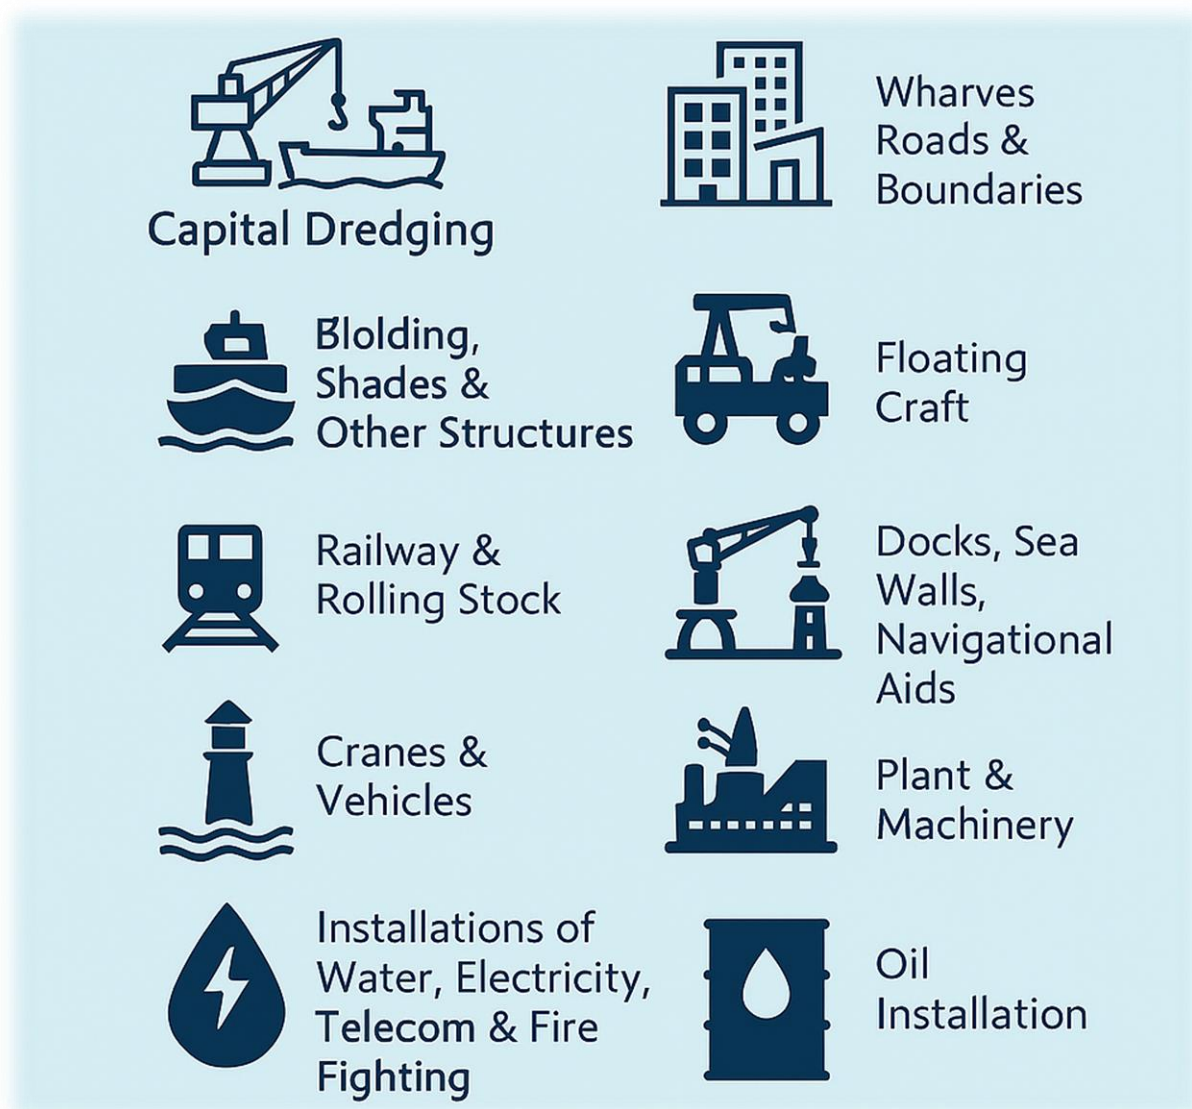 Capital Dredging
Wharves
Roads &
Boundaries
Blolding,
Shades &
Other Structures
Floating
Craft
Railway &
Rolling Stock
Docks, Sea
Walls,
Navigational
Aids
Cranes &
Vehicles
Plant &
Machinery
Installations of
Water, Electricity,
Telecom & Fire
Fighting
Oil
Installation